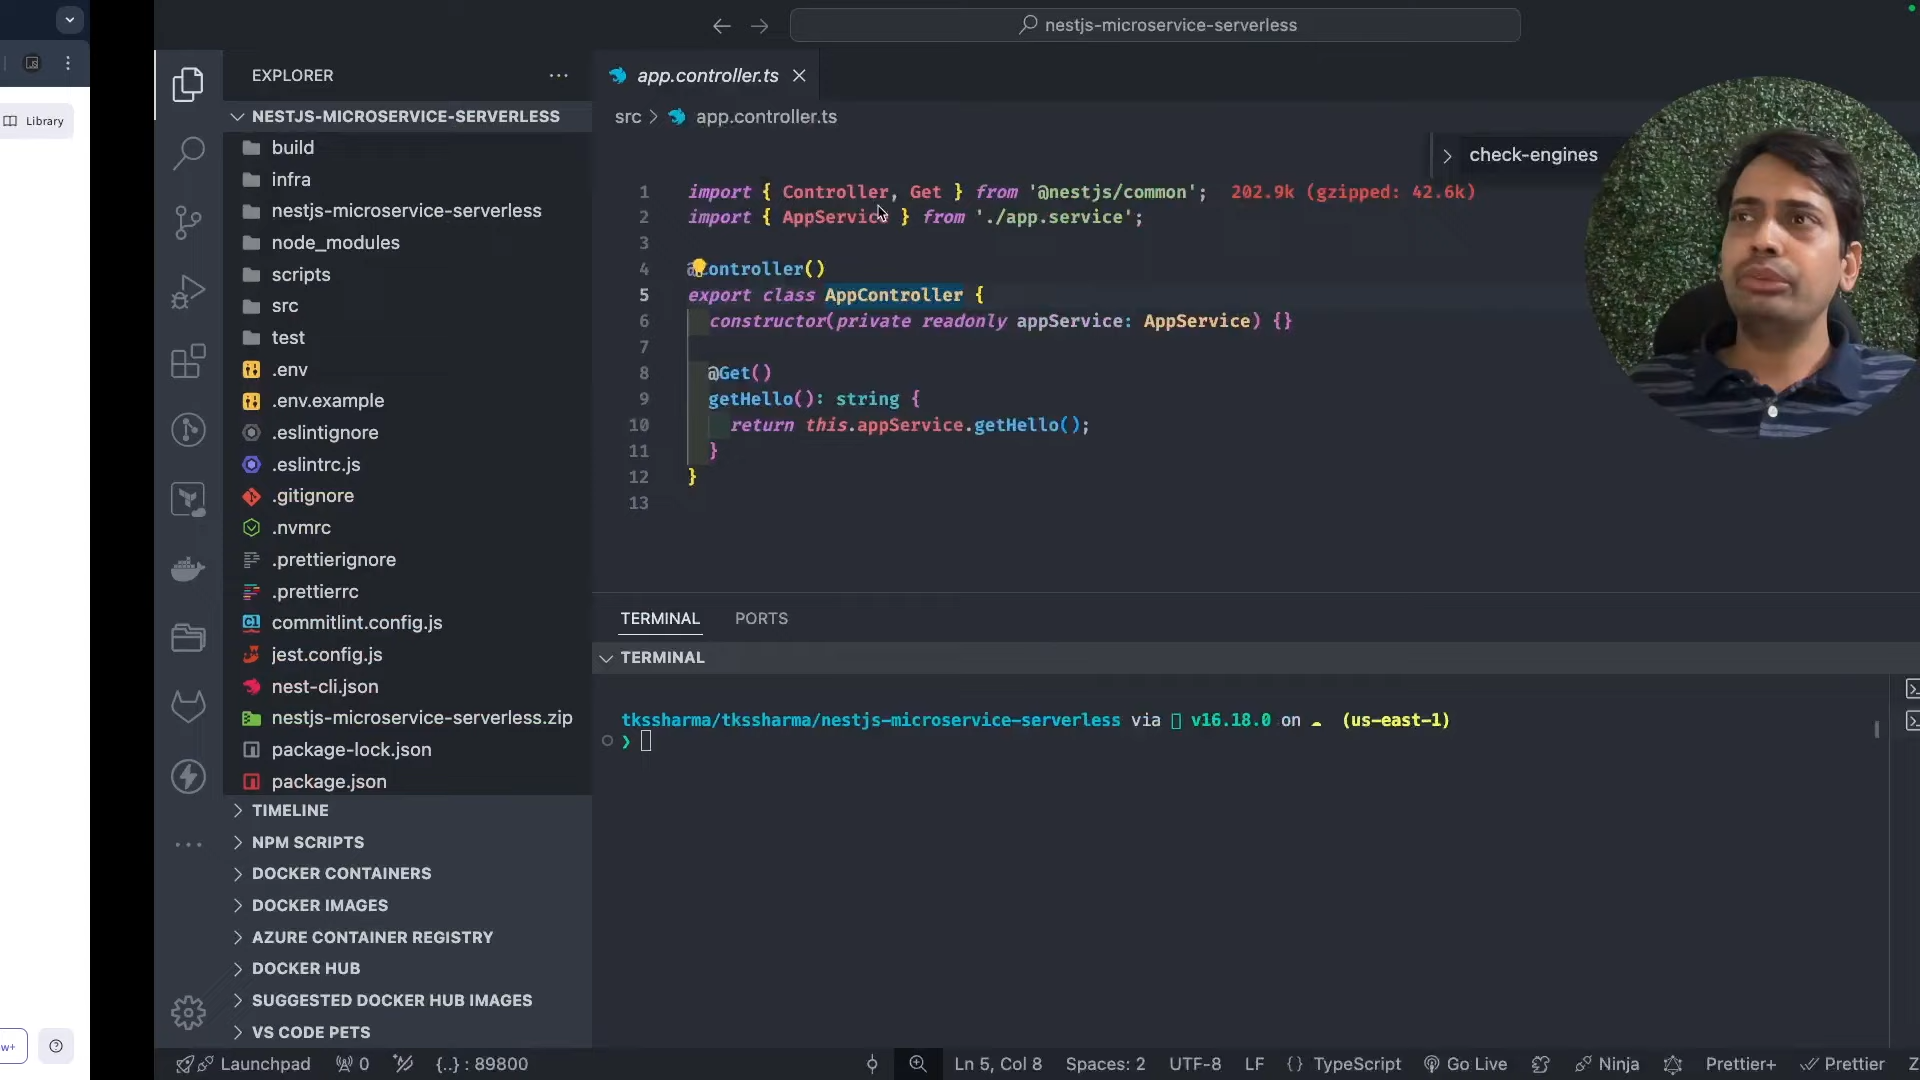 nestjs-microservice-serverless
Library
EXPLORER
NESTJS-MICROSERVICE-SERVERLESS
build
infra
nestjs-microservice-serverless
node_modules
scripts
src
test
.env
.env.example
.eslintignore
.eslintrc.js
.gitignore
.nvmrc
.prettierignore
.prettierrc
commitlint.config.js
jest.config.js
nest-cli.json
nestjs-microservice-serverless.zip
package-lock.json
package.json
TIMELINE
NPM SCRIPTS
DOCKER CONTAINERS
DOCKER IMAGES
AZURE CONTAINER REGISTRY
DOCKER HUB
SUGGESTED DOCKER HUB IMAGES
VS CODE PETS
app.controller.ts
src > app.controller.ts
check-engines
1 import { Controller, Get } from '@nestjs/common'; 202.9k (gzipped: 42.6k)
2 import { AppService } from './app.service';
3
4 @Controller()
5 export class AppController {
6 constructor(private readonly appService: AppService) {}
7
8 @Get()
9 getHello(): string {
10 return this.appService.getHello();
11 }
12 }
13
TERMINAL PORTS
TERMINAL
tkssharma/tkssharma/nestjs-microservice-serverless via v16.18.0 on (us-east-1)
❯
w+
Launchpad 0 {..} : 89800 Ln 5, Col 8 Spaces: 2 UTF-8 LF {} TypeScript Go Live Ninja Prettier+ Prettier